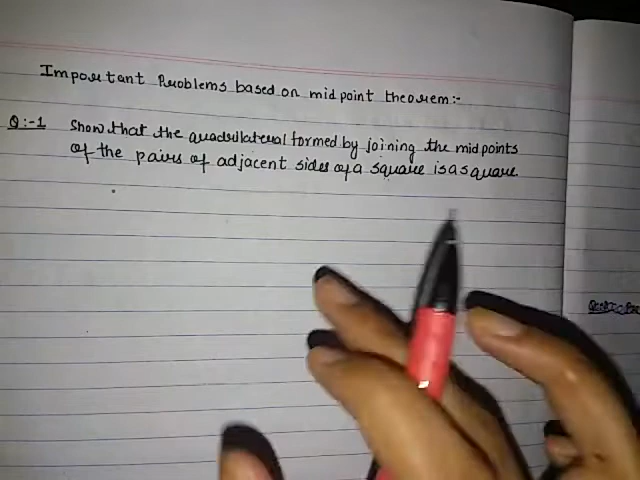 Important Problems based on midpoint theorem:-
Q:-1 Show that the quadrilateral formed by joining the midpoints
of the pairs of adjacent sides of a square is a square